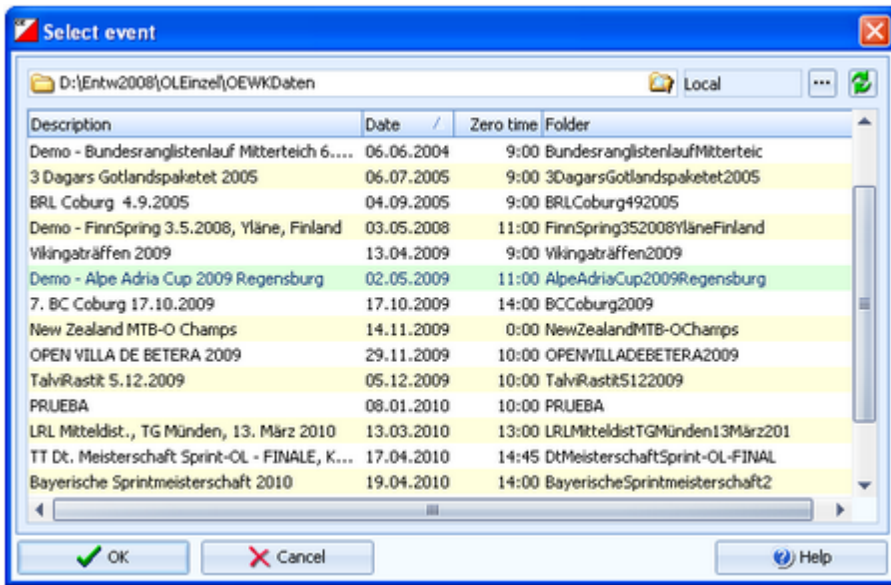 Select event
D:\Entw2008\OLEinzel\OEWKDaten Local ...
Description Date Zero time Folder
Demo - Bundesranglistenlauf Mitterteich 6.... 06.06.2004 9:00 BundesranglistenlaufMitterteic
3 Dagars Gotlandspaketet 2005 06.07.2005 9:00 3DagarsGotlandspaketet2005
BRL Coburg 4.9.2005 04.09.2005 9:00 BRLCoburg492005
Demo - FinnSpring 3.5.2008, Yläne, Finland 03.05.2008 11:00 FinnSpring352008YläneFinland
Vikingaträffen 2009 13.04.2009 9:00 Vikingaträffen2009
Demo - Alpe Adria Cup 2009 Regensburg 02.05.2009 11:00 AlpeAdriaCup2009Regensburg
7. BC Coburg 17.10.2009 17.10.2009 14:00 BCCoburg2009
New Zealand MTB-O Champs 14.11.2009 0:00 NewZealandMTB-OChamps
OPEN VILLA DE BETERA 2009 29.11.2009 10:00 OPENVILLADEBETERA2009
TalviRastit 5.12.2009 05.12.2009 10:00 TalviRastit5122009
PRUEBA 08.01.2010 10:00 PRUEBA
LRL Mitteldist., TG Münden, 13. März 2010 13.03.2010 13:00 LRLMitteldistTGMünden13März201
TT Dt. Meisterschaft Sprint-OL - FINALE, K... 17.04.2010 14:45 DtMeisterschaftSprint-OL-FINAL
Bayerische Sprintmeisterschaft 2010 19.04.2010 14:00 BayerischeSprintmeisterschaft2
OK Cancel Help